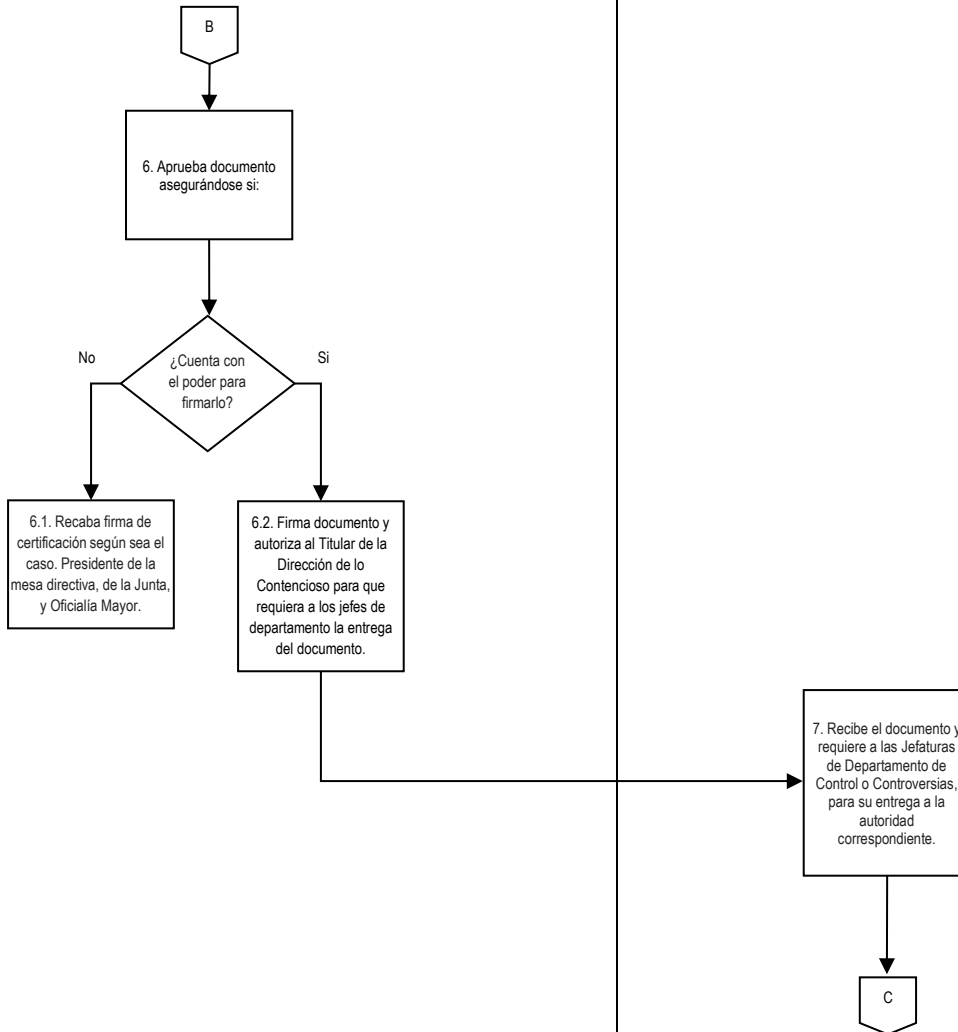 B
6. Aprueba documento
asegurándose si:
No
¿Cuenta con
el poder para
firmarlo?
Si
6.1. Recaba firma de
certificación según sea el
caso. Presidente de la
mesa directiva, de la Junta,
y Oficialía Mayor.
6.2. Firma documento y
autoriza al Titular de la
Dirección de lo
Contencioso para que
requiera a los jefes de
departamento la entrega
del documento.
7. Recibe el documento y
requiere a las Jefaturas
de Departamento de
Control o Controversias,
para su entrega a la
autoridad
correspondiente.
C